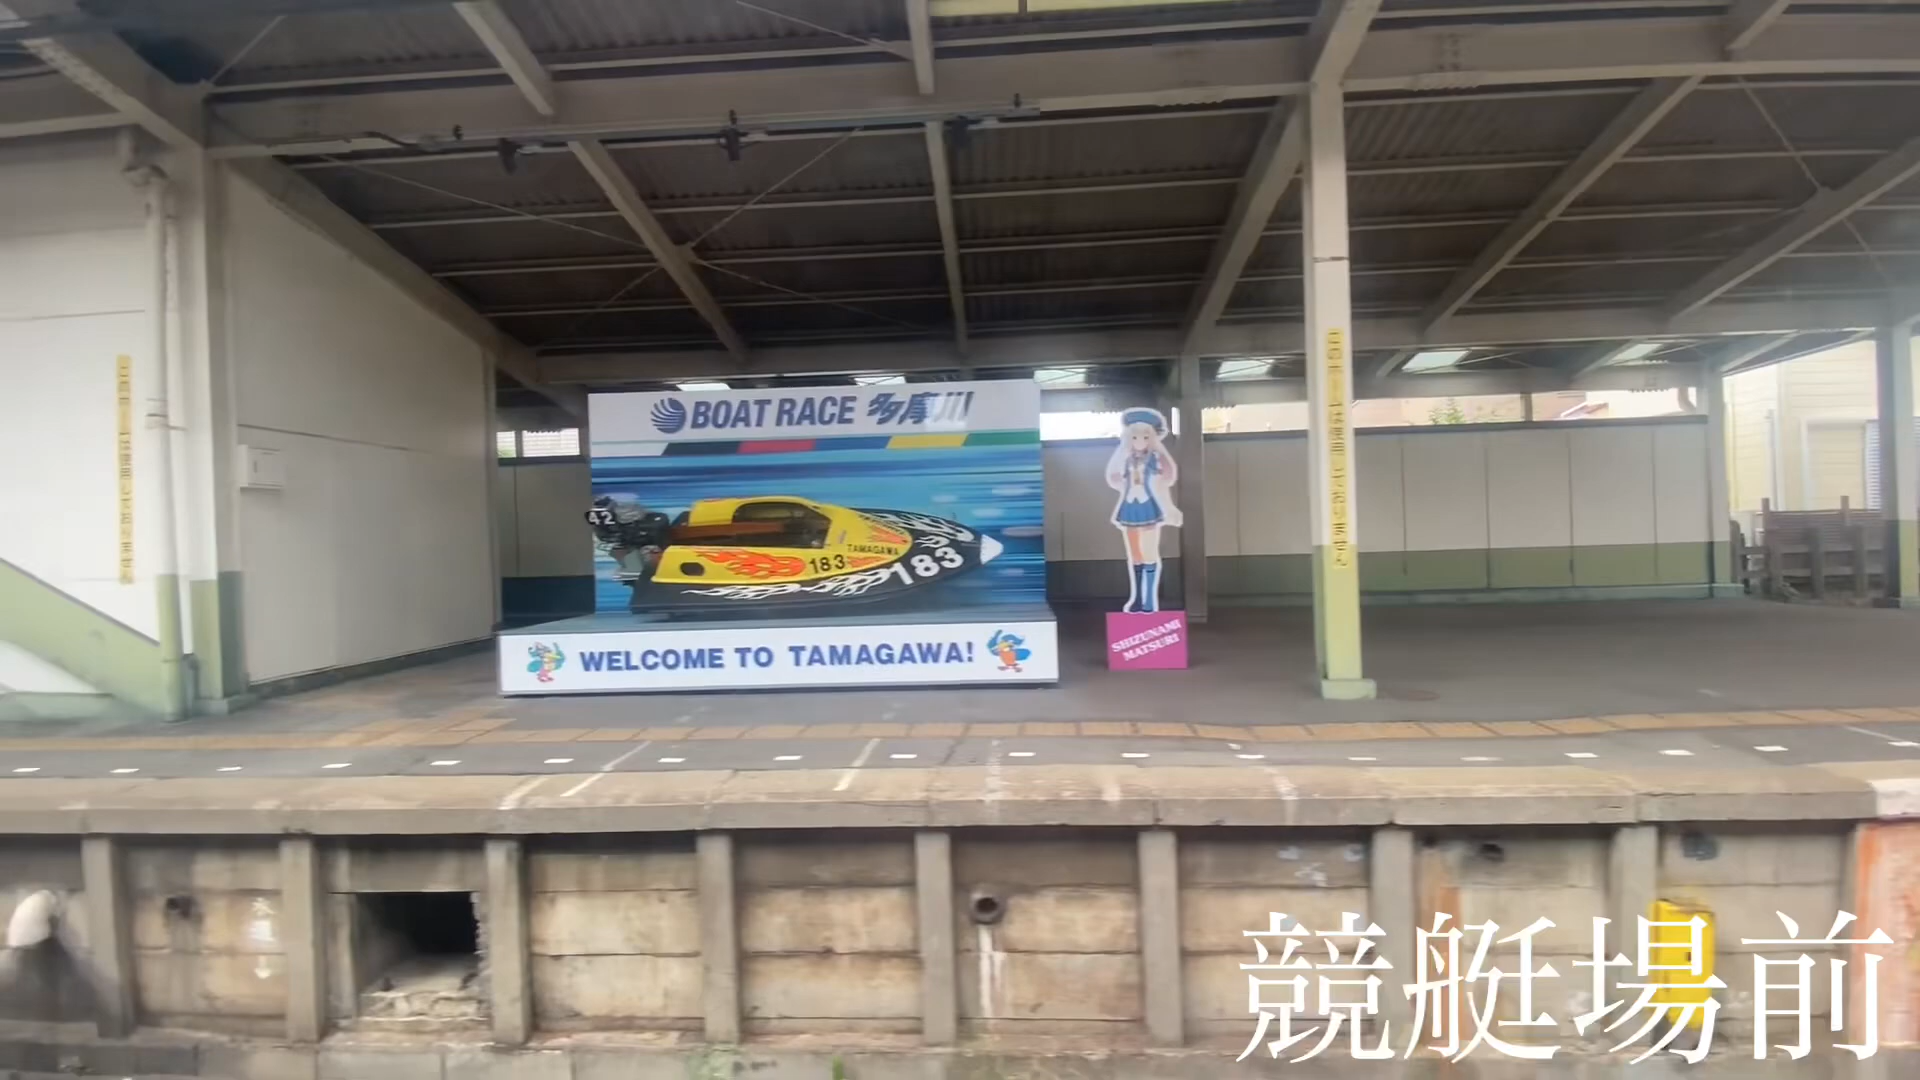 BOAT RACE 多摩川
42
TAMAGAWA
183
183
WELCOME TO TAMAGAWA!
SHIZUNAMI
MATSURI
競艇場前